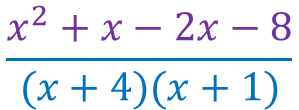 x² + x − 2x − 8
(x + 4)(x + 1)